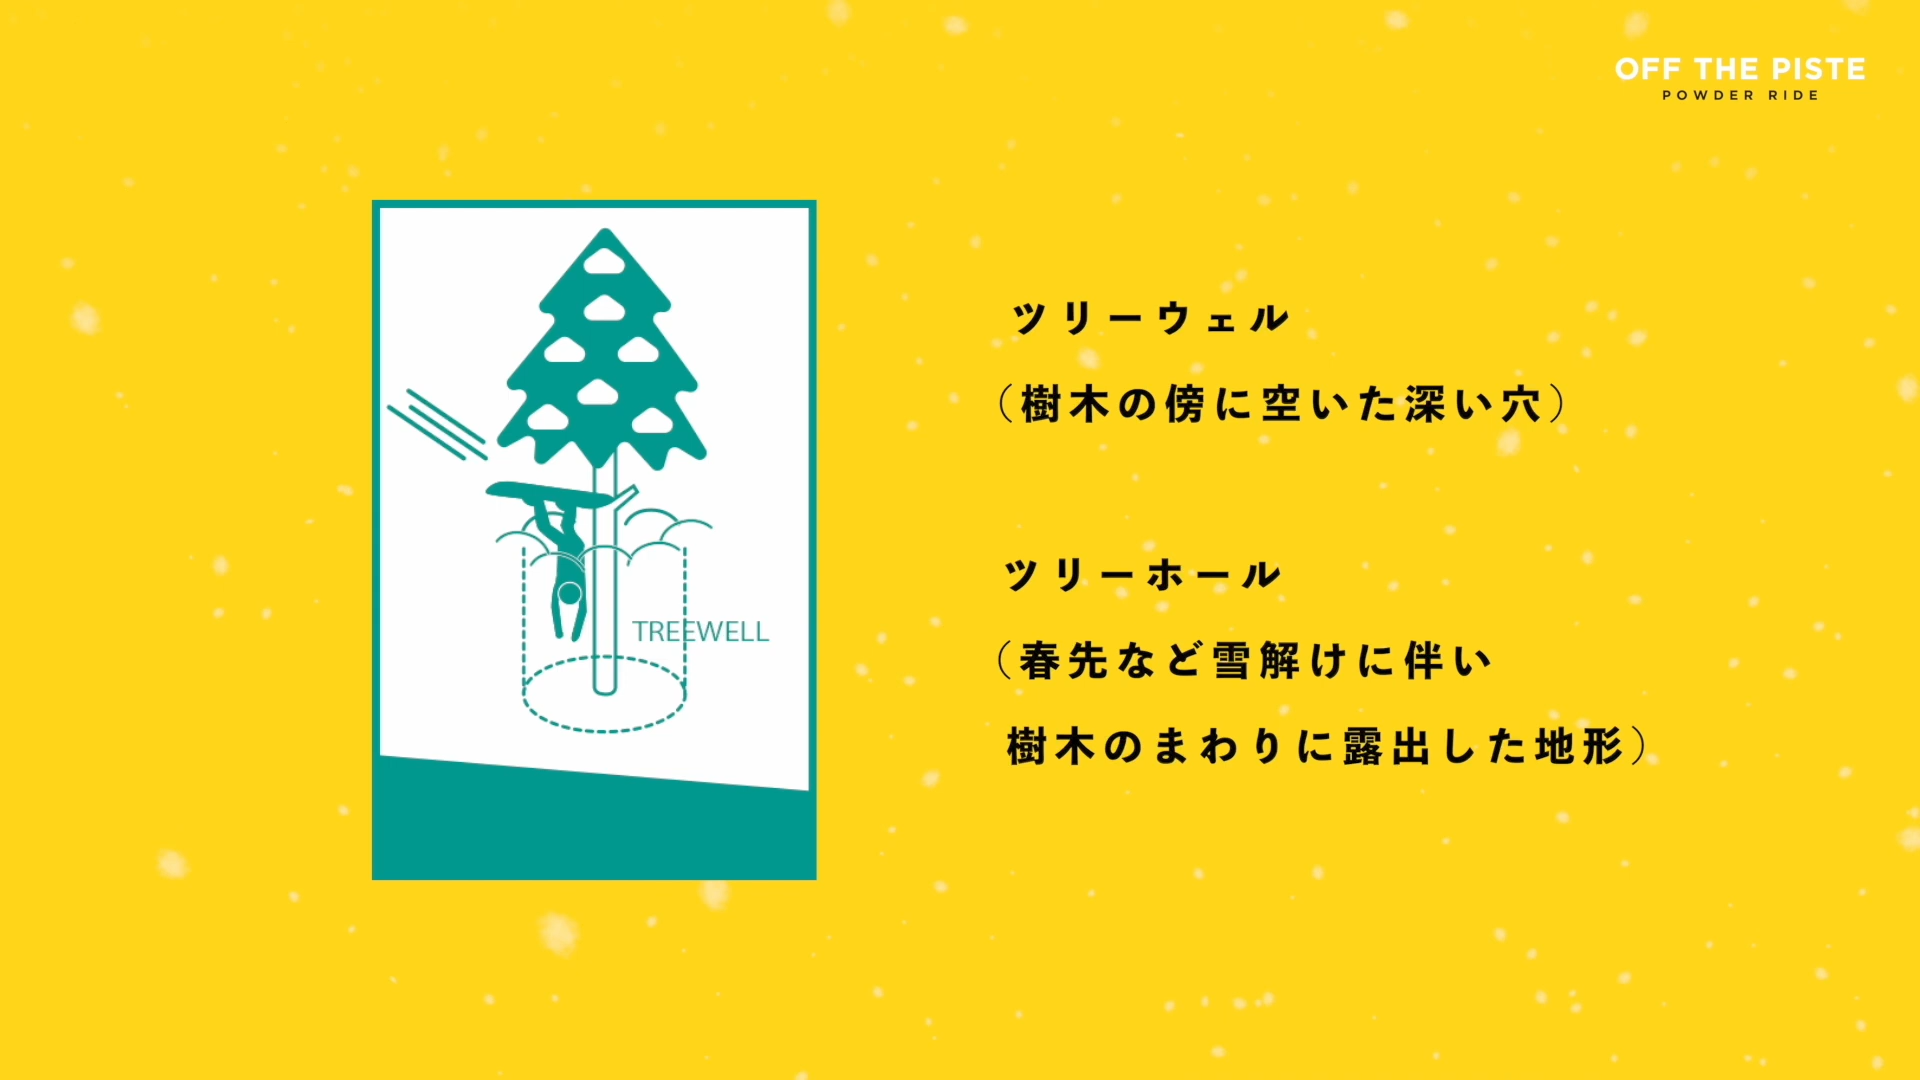 OFF THE PISTE
POWDER RIDE
TREEWELL
ツリーウェル
（樹木の傍に空いた深い穴）
ツリーホール
（春先など雪解けに伴い
樹木のまわりに露出した地形）